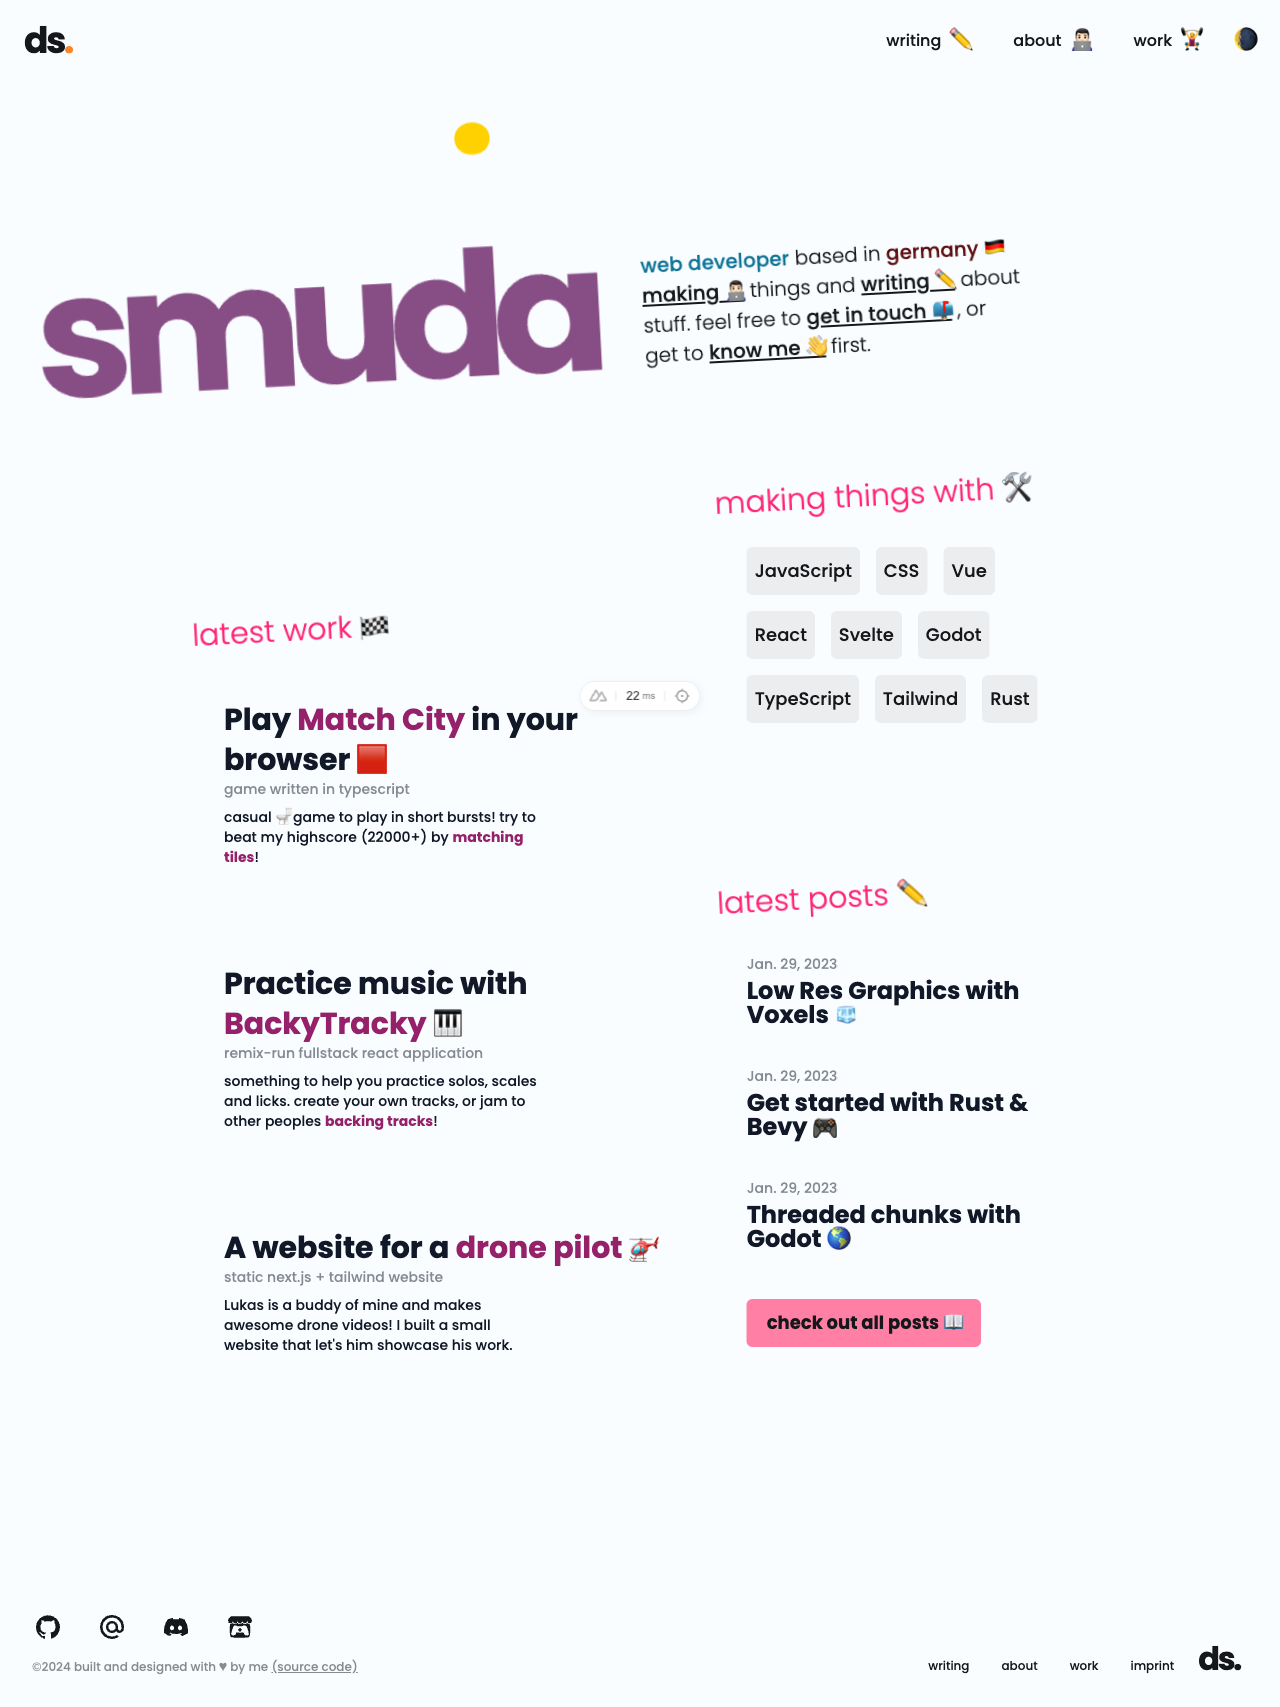 ds.
writing ✏️
about 👨🏻‍💻
work 🏋🏻
🌘
smuda
web developer based in germany 🇩🇪
making 👨🏻‍💻 things and writing ✏️ about
stuff. feel free to get in touch 📬, or
get to know me 👋 first.
making things with 🛠️
JavaScript CSS Vue
React Svelte Godot
TypeScript Tailwind Rust
latest work 🏁
22 ms
Play Match City in your
browser 🟥
game written in typescript
casual 🚽 game to play in short bursts! try to
beat my highscore (22000+) by matching
tiles!
Practice music with
BackyTracky 🎹
remix-run fullstack react application
something to help you practice solos, scales
and licks. create your own tracks, or jam to
other peoples backing tracks!
A website for a drone pilot 🚁
static next.js + tailwind website
Lukas is a buddy of mine and makes
awesome drone videos! I built a small
website that let's him showcase his work.
latest posts ✏️
Jan. 29, 2023
Low Res Graphics with
Voxels 🧊
Jan. 29, 2023
Get started with Rust &
Bevy 🎮
Jan. 29, 2023
Threaded chunks with
Godot 🌎
check out all posts 📖
©2024 built and designed with ♥ by me (source code)
writing about work imprint
ds.